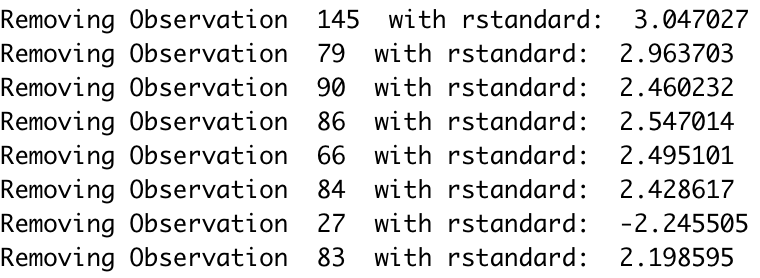 Removing Observation  145  with rstandard:  3.047027
Removing Observation  79  with rstandard:  2.963703
Removing Observation  90  with rstandard:  2.460232
Removing Observation  86  with rstandard:  2.547014
Removing Observation  66  with rstandard:  2.495101
Removing Observation  84  with rstandard:  2.428617
Removing Observation  27  with rstandard:  -2.245505
Removing Observation  83  with rstandard:  2.198595